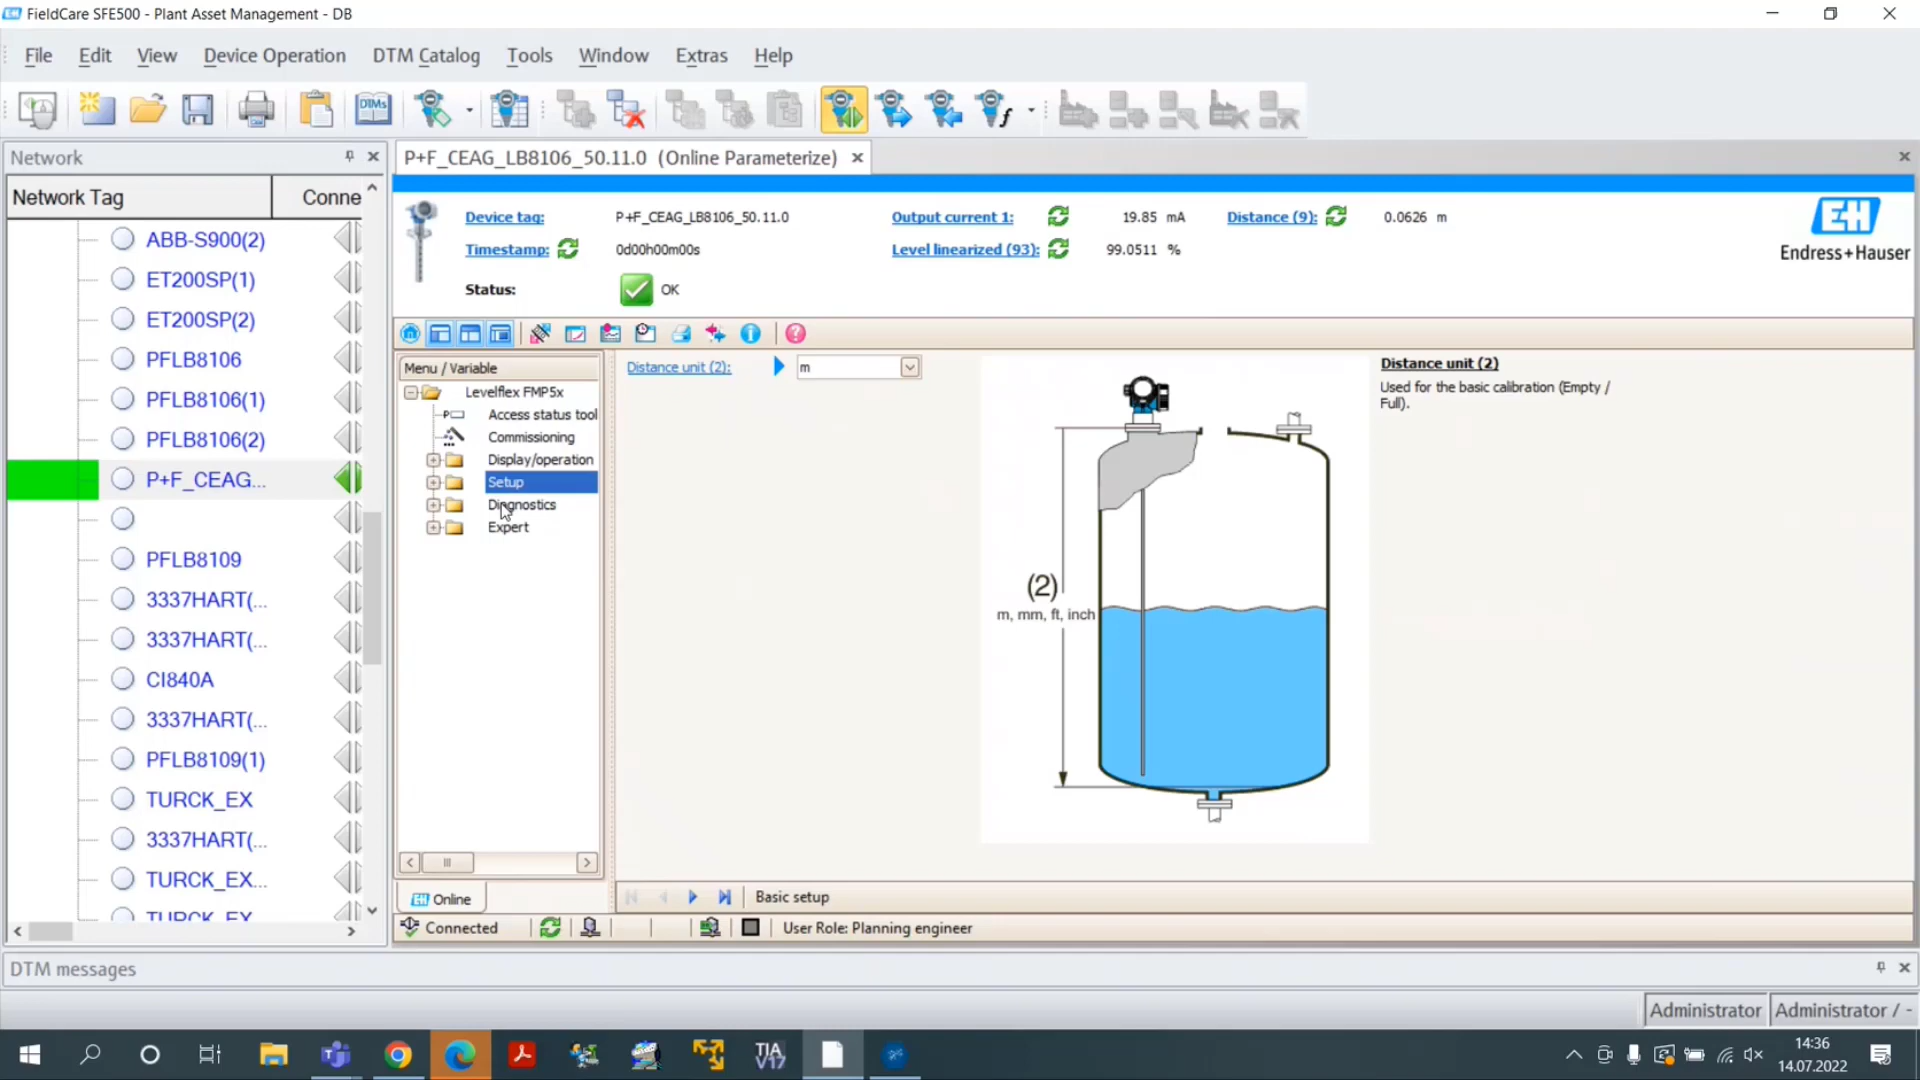 FieldCare SFE500 - Plant Asset Management - DB
File Edit View Device Operation DTM Catalog Tools Window Extras Help
DIMs
Network
Network Tag Conne
ABB-S900(2)
ET200SP(1)
ET200SP(2)
PFLB8106
PFLB8106(1)
PFLB8106(2)
P+F_CEAG...
PFLB8109
3337HART(...
3337HART(...
CI840A
3337HART(...
PFLB8109(1)
TURCK_EX
3337HART(...
TURCK_EX...
TURCK_EX
P+F_CEAG_LB8106_50.11.0 (Online Parameterize)
Device tag: P+F_CEAG_LB8106_50.11.0 Output current 1: 19.85 mA Distance (9): 0.0626 m
Timestamp: 0d00h00m00s Level linearized (93): 99.0511 %
Status: OK
EH
Endress+Hauser
Menu / Variable
Levelflex FMP5x
Access status tool
Commissioning
Display/operation
Setup
Diagnostics
Expert
Online
Distance unit (2): m
(2)
m, mm, ft, inch
Distance unit (2)
Used for the basic calibration (Empty /
Full).
Basic setup
Connected User Role: Planning engineer
DTM messages
Administrator Administrator / -
TIA
V17
14:36
14.07.2022